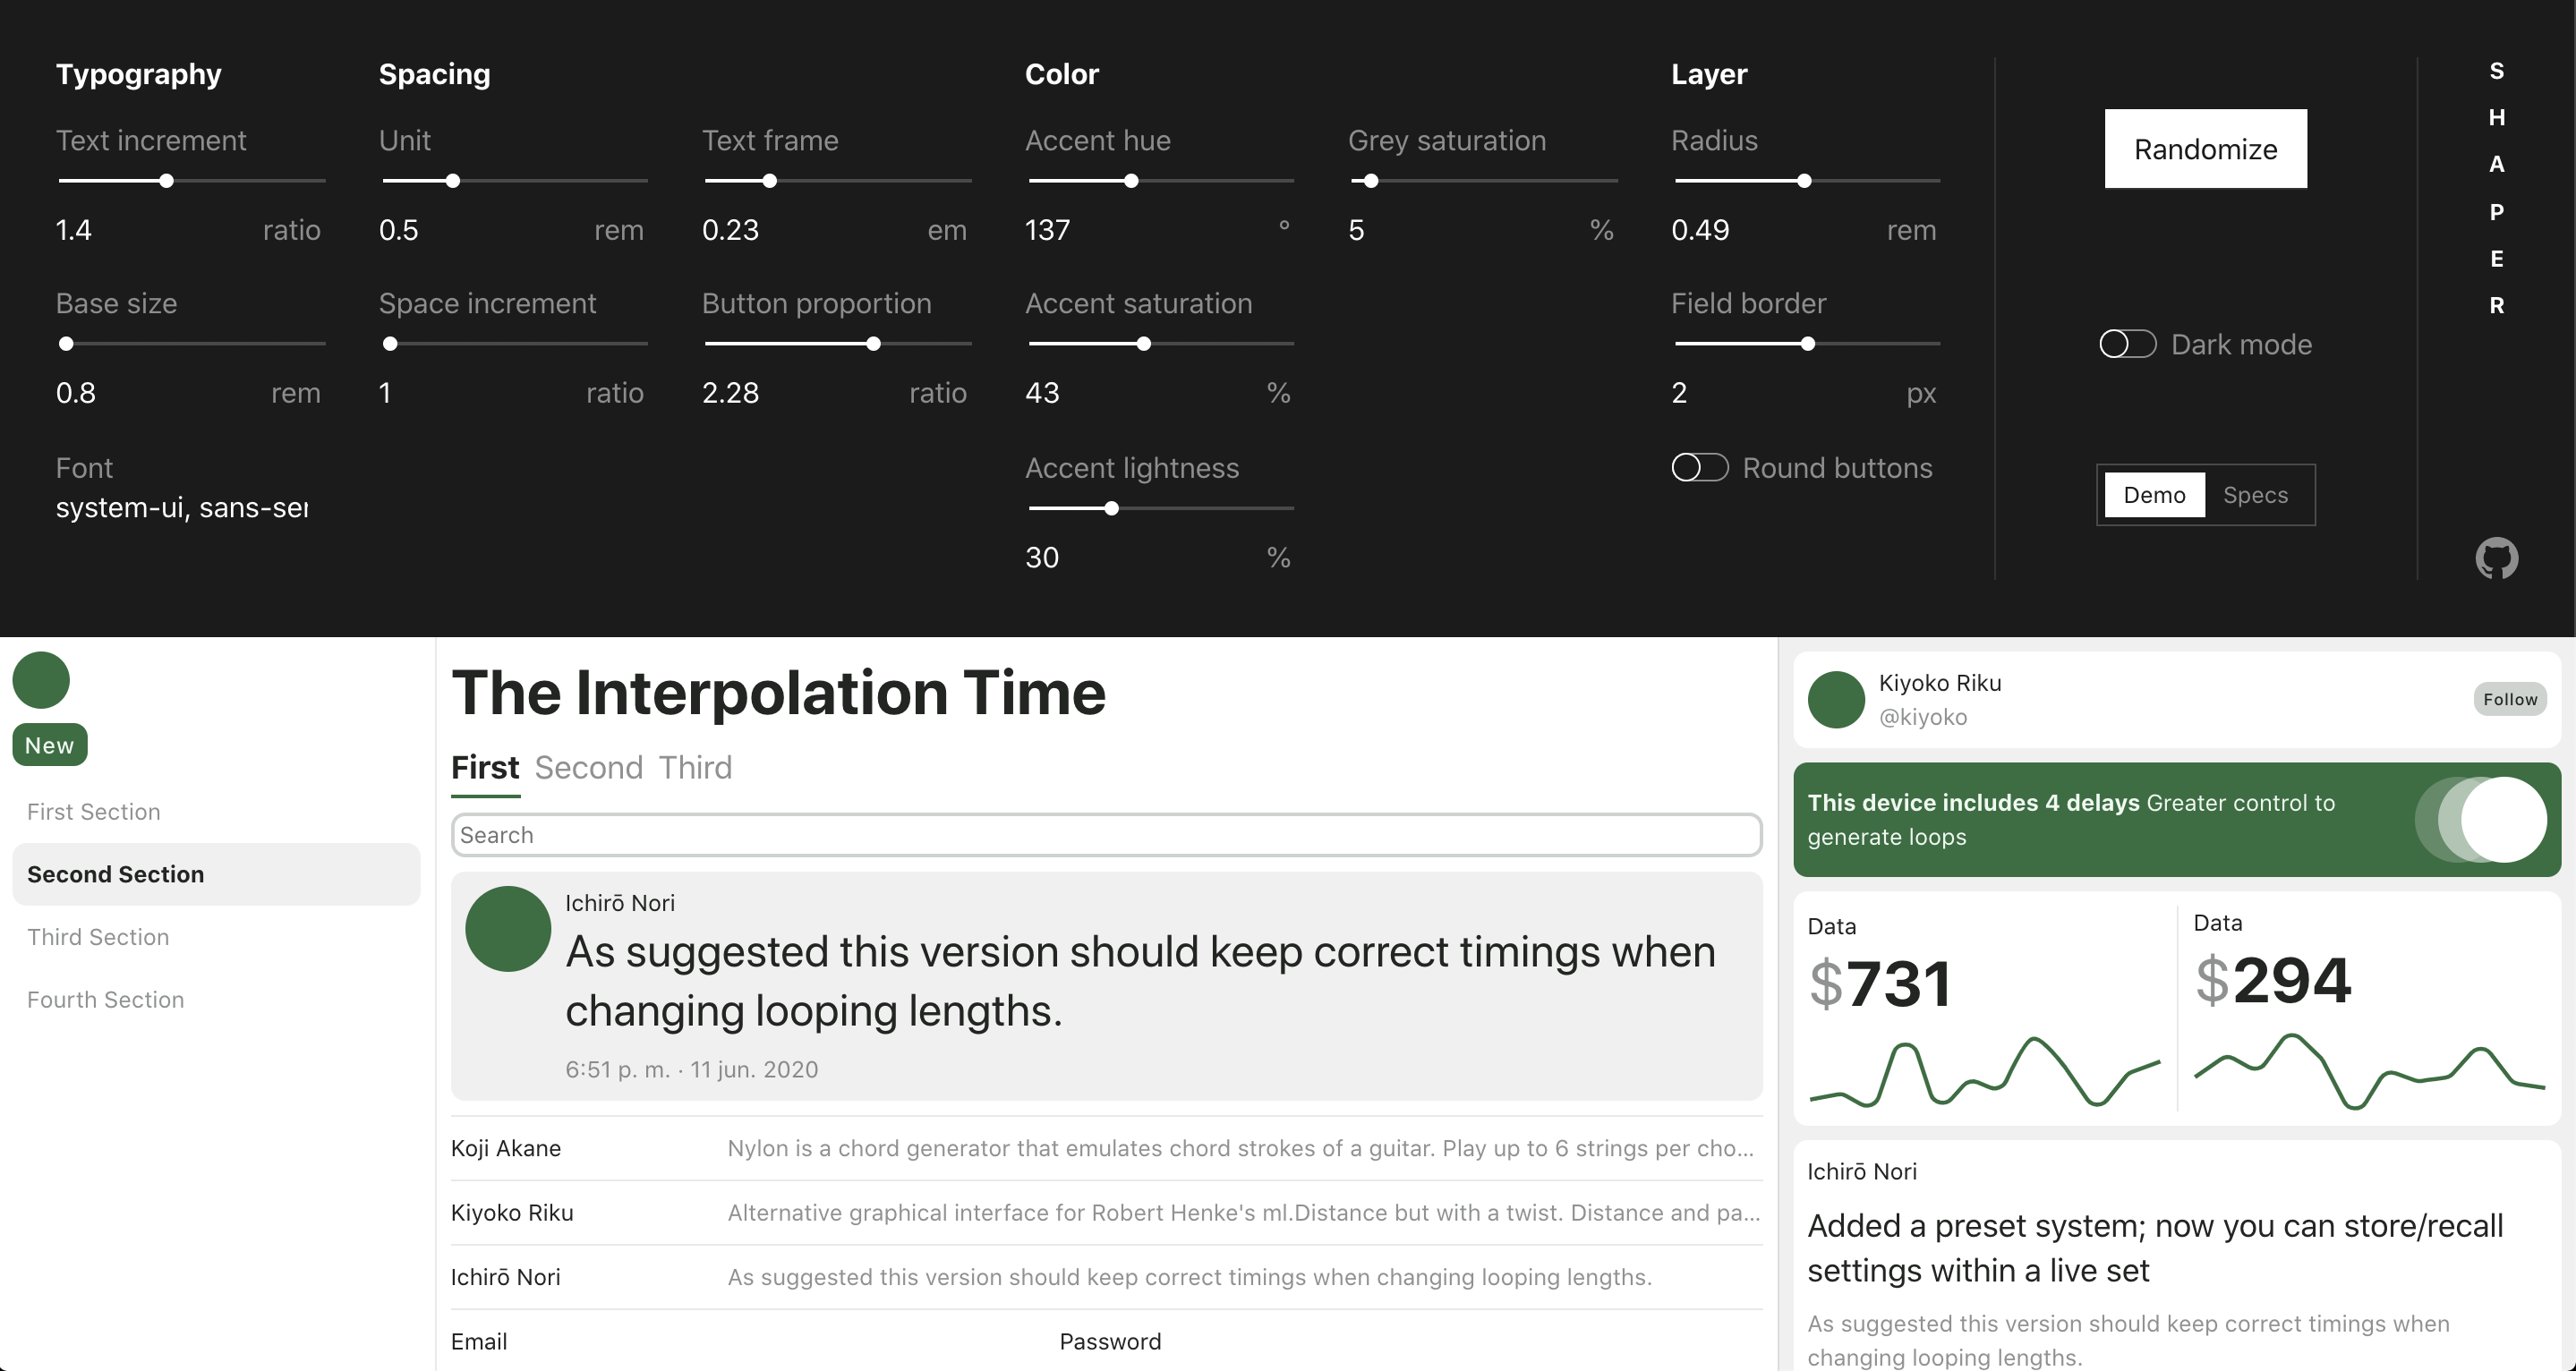 Typography
Text increment
1.4 ratio
Base size
0.8 rem
Font
system-ui, sans-ser
Spacing
Unit
0.5 rem
Space increment
1 ratio
Text frame
0.23 em
Button proportion
2.28 ratio
Color
Accent hue
137 °
Accent saturation
43 %
Accent lightness
30 %
Grey saturation
5 %
Layer
Radius
0.49 rem
Field border
2 px
Round buttons
Randomize
Dark mode
Demo Specs
S
H
A
P
E
R
New
First Section
Second Section
Third Section
Fourth Section
The Interpolation Time
First Second Third
Search
Ichirō Nori
As suggested this version should keep correct timings when
changing looping lengths.
6:51 p. m. · 11 jun. 2020
Koji Akane Nylon is a chord generator that emulates chord strokes of a guitar. Play up to 6 strings per cho...
Kiyoko Riku Alternative graphical interface for Robert Henke's ml.Distance but with a twist. Distance and pa...
Ichirō Nori As suggested this version should keep correct timings when changing looping lengths.
Email Password
Kiyoko Riku
@kiyoko
Follow
This device includes 4 delays Greater control to
generate loops
Data
$731
Data
$294
Ichirō Nori
Added a preset system; now you can store/recall
settings within a live set
As suggested this version should keep correct timings when
changing looping lengths.